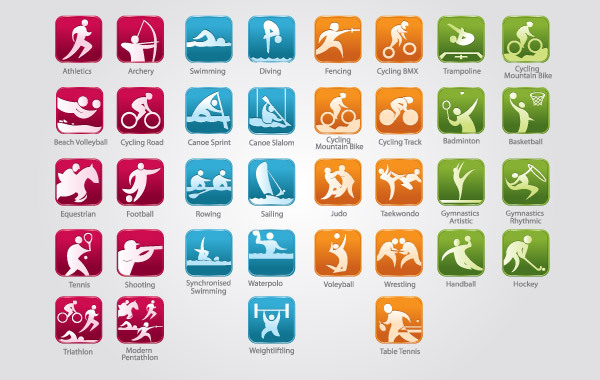 Athletics
Archery
Swimming
Diving
Fencing
Cycling BMX
Trampoline
Cycling
Mountain Bike
Beach Volleyball
Cycling Road
Canoe Sprint
Canoe Slalom
Cycling
Mountain Bike
Cycling Track
Badminton
Basketball
Equestrian
Football
Rowing
Sailing
Judo
Taekwondo
Gymnastics
Artistic
Gymnastics
Rhythmic
Tennis
Shooting
Synchronised
Swimming
Waterpolo
Voleyball
Wrestling
Handball
Hockey
Triathlon
Modern
Pentathlon
Weightliftling
Table Tennis